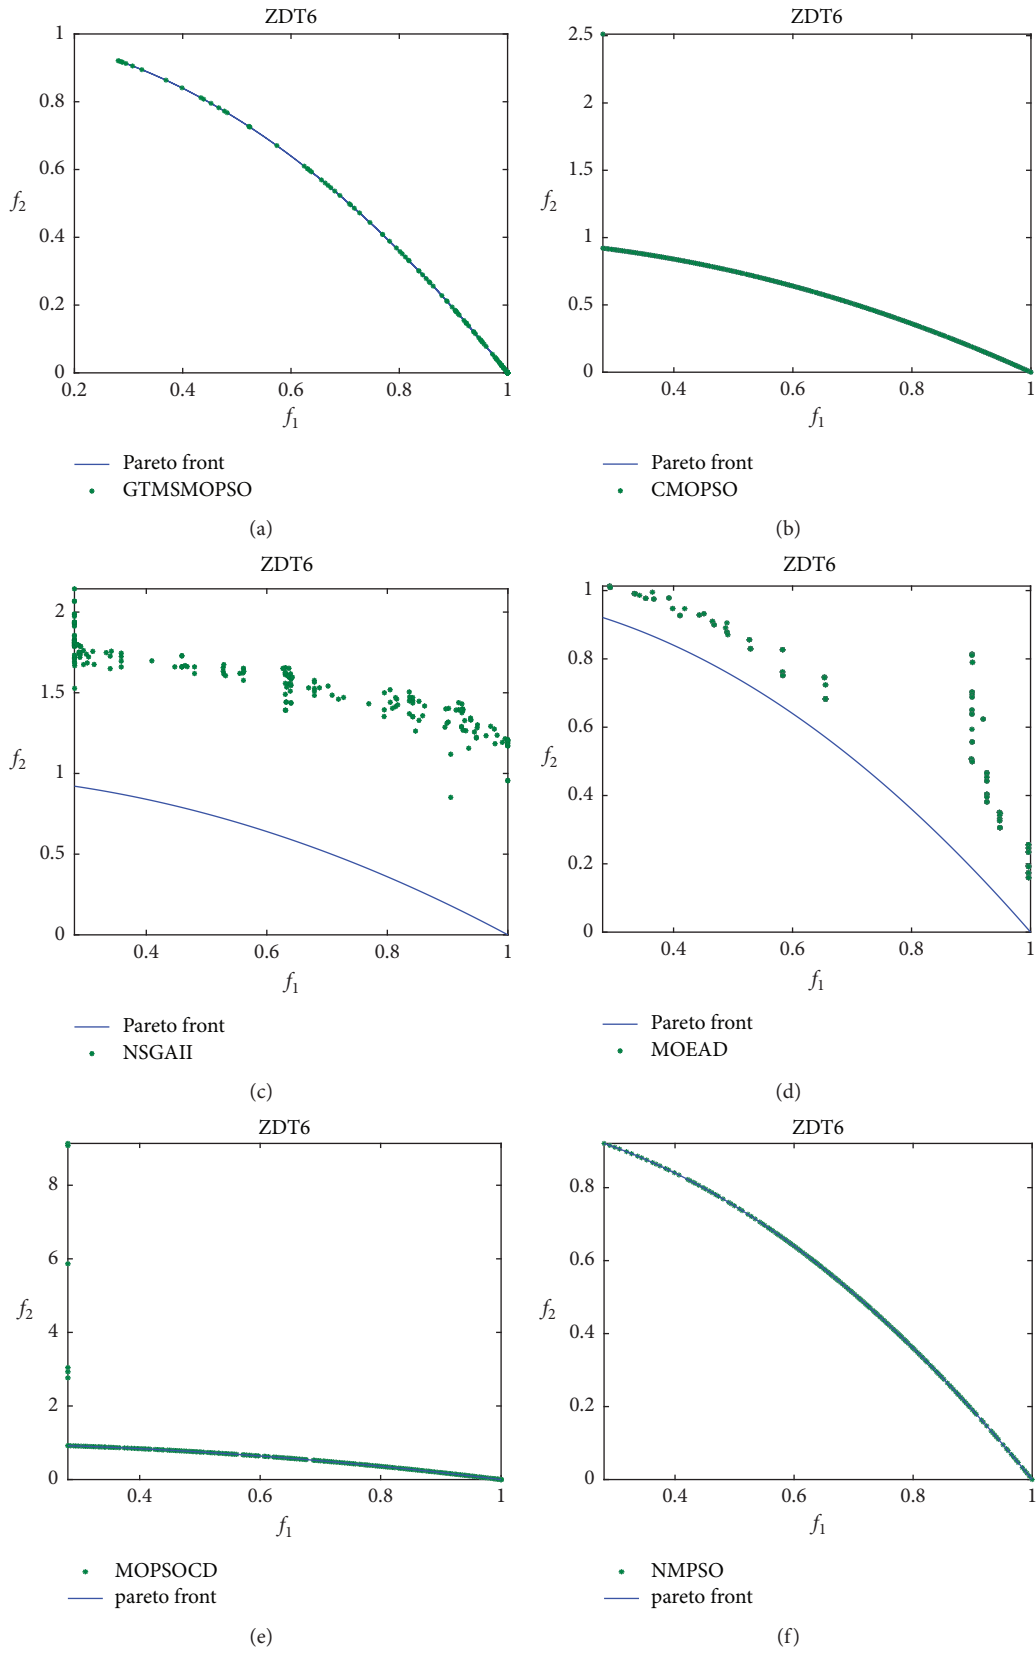 ZDT6
1
0.8
0.6
f2
0.4
0.2
0
0.2 0.4 0.6 0.8 1
f1
Pareto front
GTMSMOPSO
(a)
ZDT6
2.5
2
1.5
f2
1
0.5
0
0.4 0.6 0.8 1
f1
Pareto front
CMOPSO
(b)
ZDT6
2
1.5
f2
1
0.5
0
0.4 0.6 0.8 1
f1
Pareto front
NSGAII
(c)
ZDT6
1
0.8
0.6
f2
0.4
0.2
0
0.4 0.6 0.8 1
f1
Pareto front
MOEAD
(d)
ZDT6
8
6
f2
4
2
0
0.4 0.6 0.8 1
f1
MOPSOCD
pareto front
(e)
ZDT6
0.8
0.6
f2
0.4
0.2
0
0.4 0.6 0.8 1
f1
NMPSO
pareto front
(f)